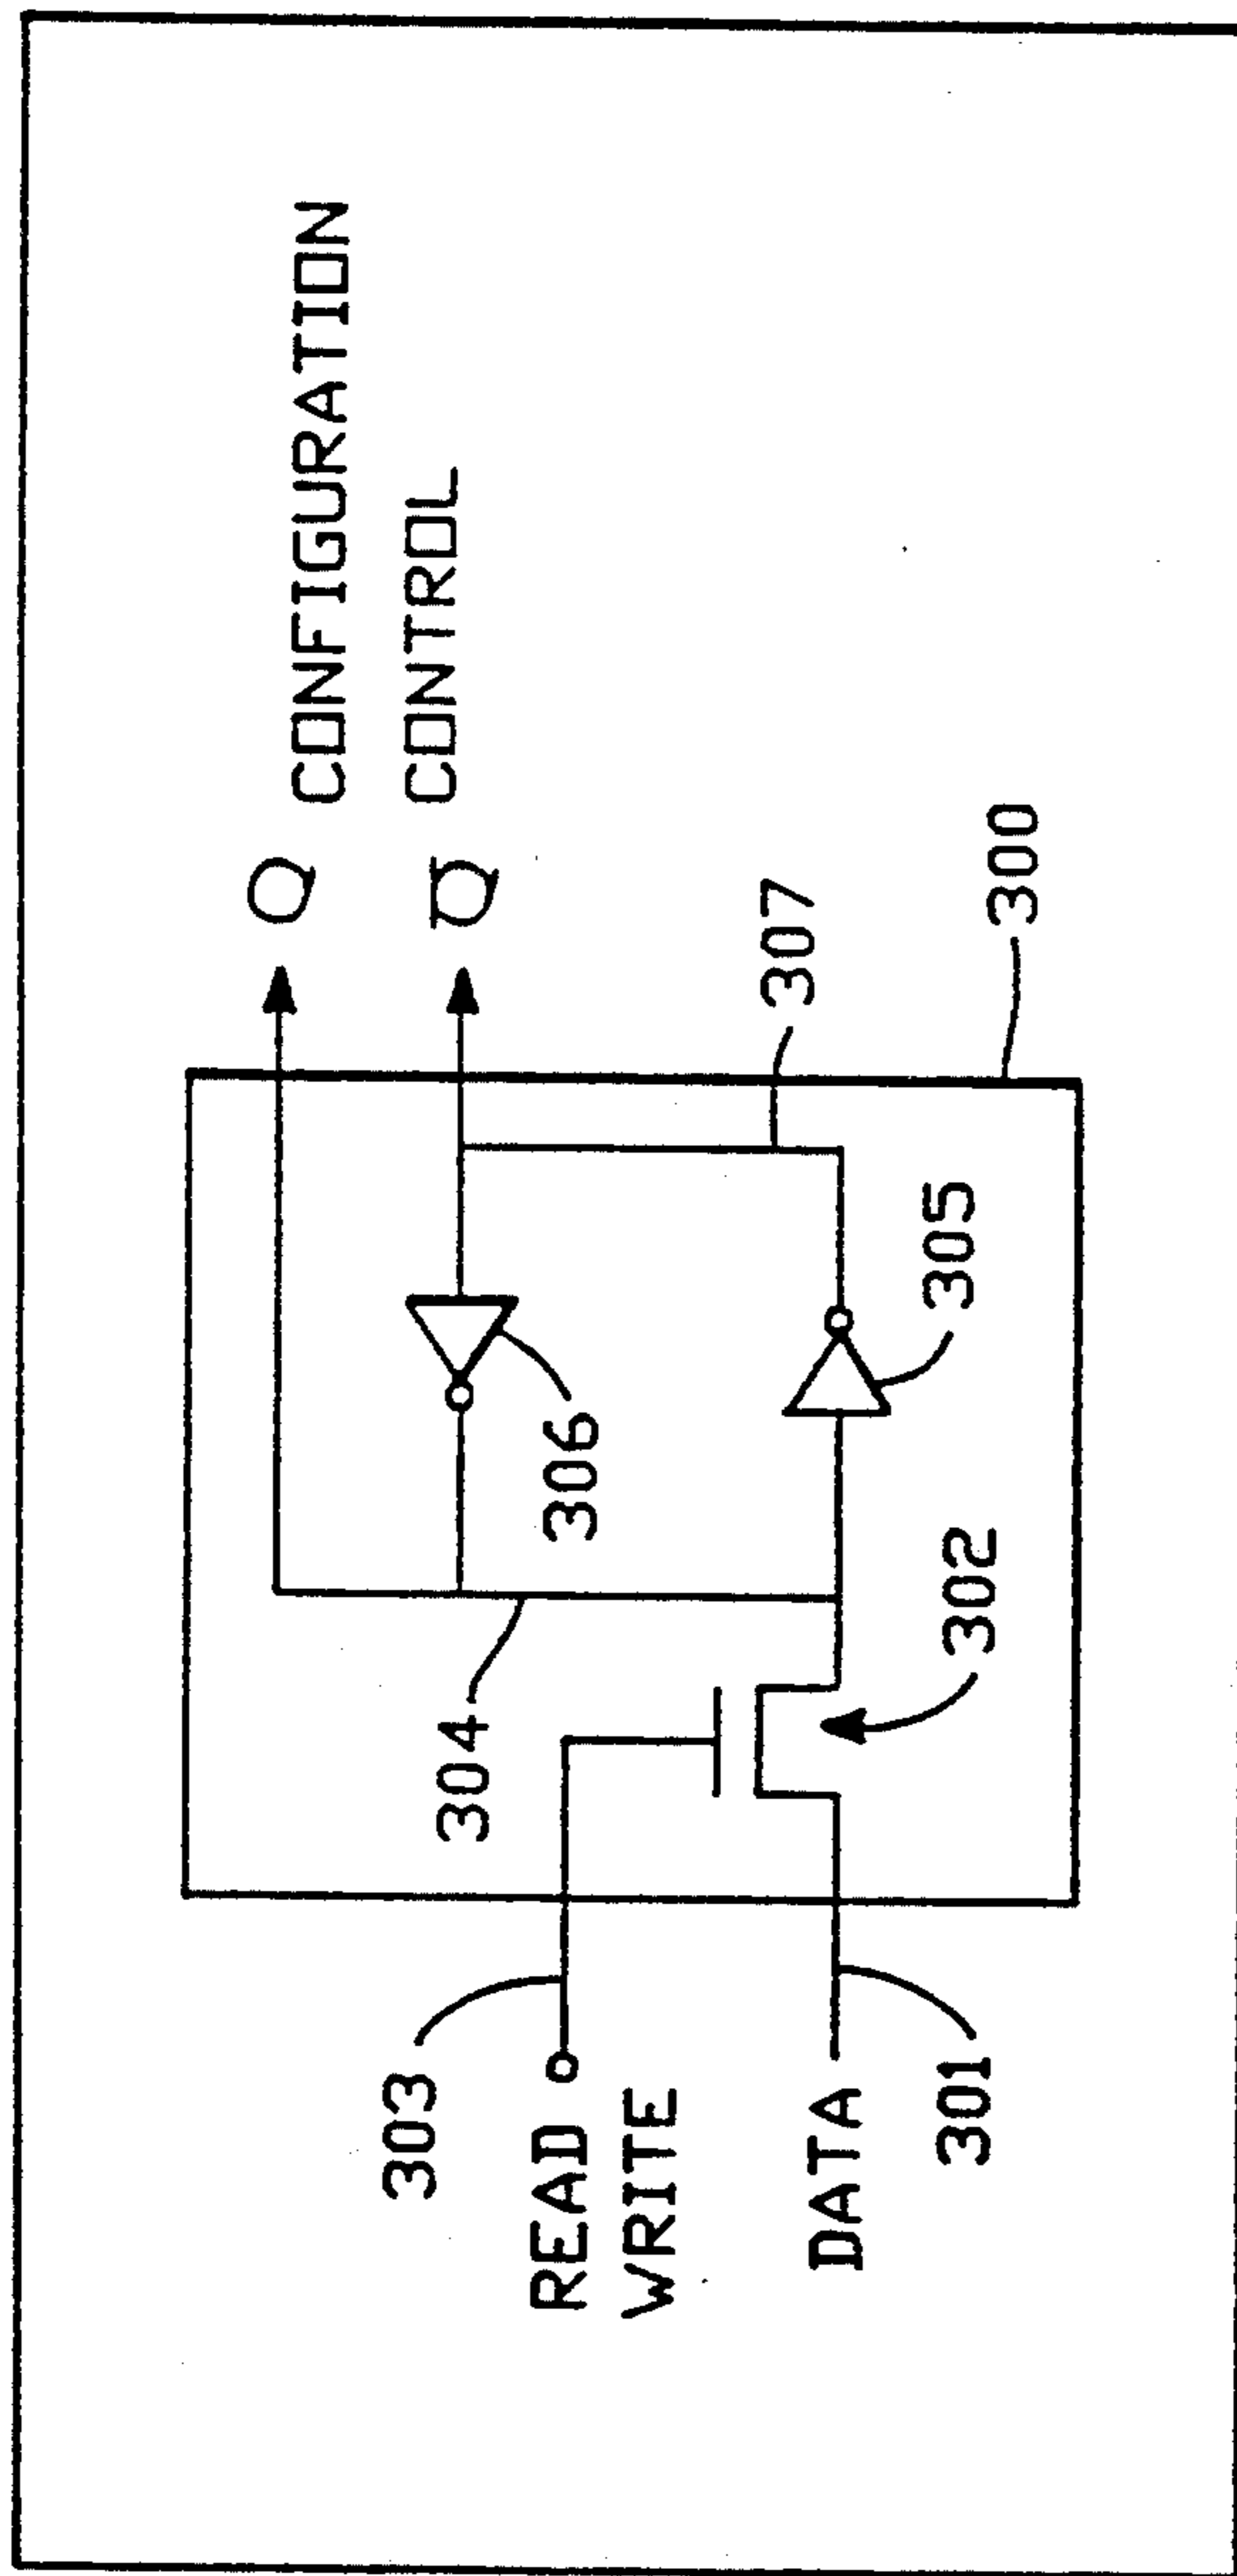 Q CONFIGURATION
Q̅ CONTROL
307
300
306
305
304
302
303
READ
WRITE
DATA
301